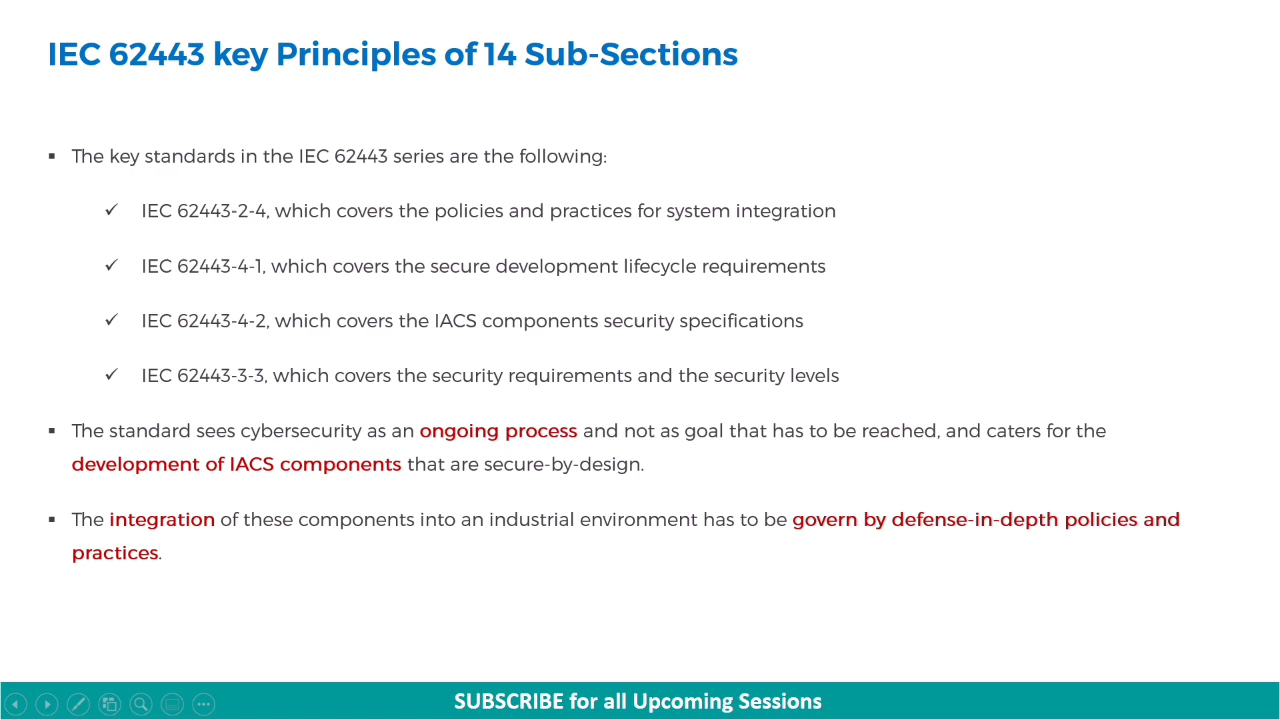 IEC 62443 key Principles of 14 Sub-Sections
▪ The key standards in the IEC 62443 series are the following:
✓ IEC 62443-2-4, which covers the policies and practices for system integration
✓ IEC 62443-4-1, which covers the secure development lifecycle requirements
✓ IEC 62443-4-2, which covers the IACS components security specifications
✓ IEC 62443-3-3, which covers the security requirements and the security levels
▪ The standard sees cybersecurity as an ongoing process and not as goal that has to be reached, and caters for the
development of IACS components that are secure-by-design.
▪ The integration of these components into an industrial environment has to be govern by defense-in-depth policies and
practices.
SUBSCRIBE for all Upcoming Sessions